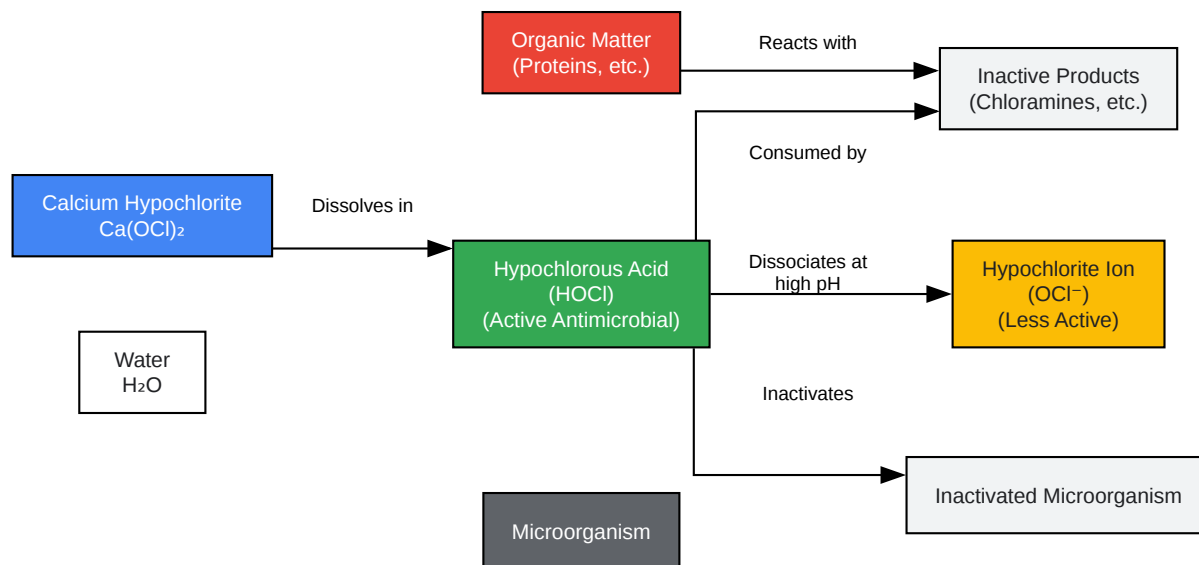 Organic Matter
(Proteins, etc.)
Reacts with
Inactive Products
(Chloramines, etc.)
Consumed by
Calcium Hypochlorite
Ca(OCl)₂
Dissolves in
Hypochlorous Acid
(HOCl)
(Active Antimicrobial)
Dissociates at
high pH
Hypochlorite Ion
(OCl⁻)
(Less Active)
Water
H₂O
Inactivates
Inactivated Microorganism
Microorganism